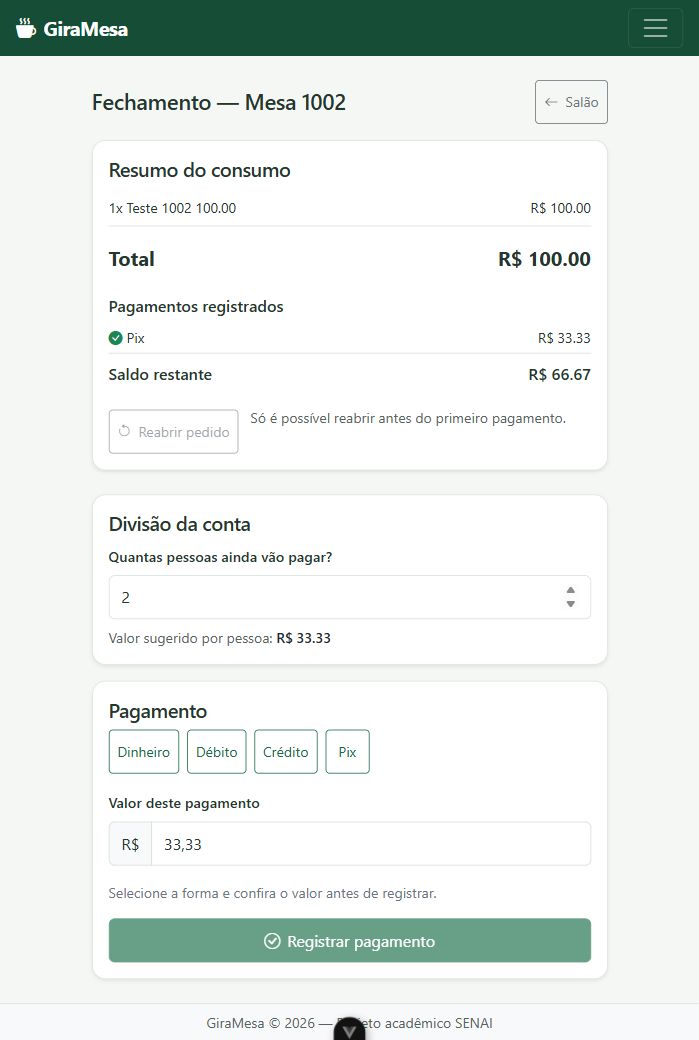 GiraMesa
Fechamento — Mesa 1002
← Salão
Resumo do consumo
1x Teste 1002 100.00 R$ 100.00
Total R$ 100.00
Pagamentos registrados
Pix R$ 33.33
Saldo restante R$ 66.67
Reabrir pedido Só é possível reabrir antes do primeiro pagamento.
Divisão da conta
Quantas pessoas ainda vão pagar?
2
Valor sugerido por pessoa: R$ 33.33
Pagamento
Dinheiro Débito Crédito Pix
Valor deste pagamento
R$ 33,33
Selecione a forma e confira o valor antes de registrar.
Registrar pagamento
GiraMesa © 2026 — acadêmico SENAI